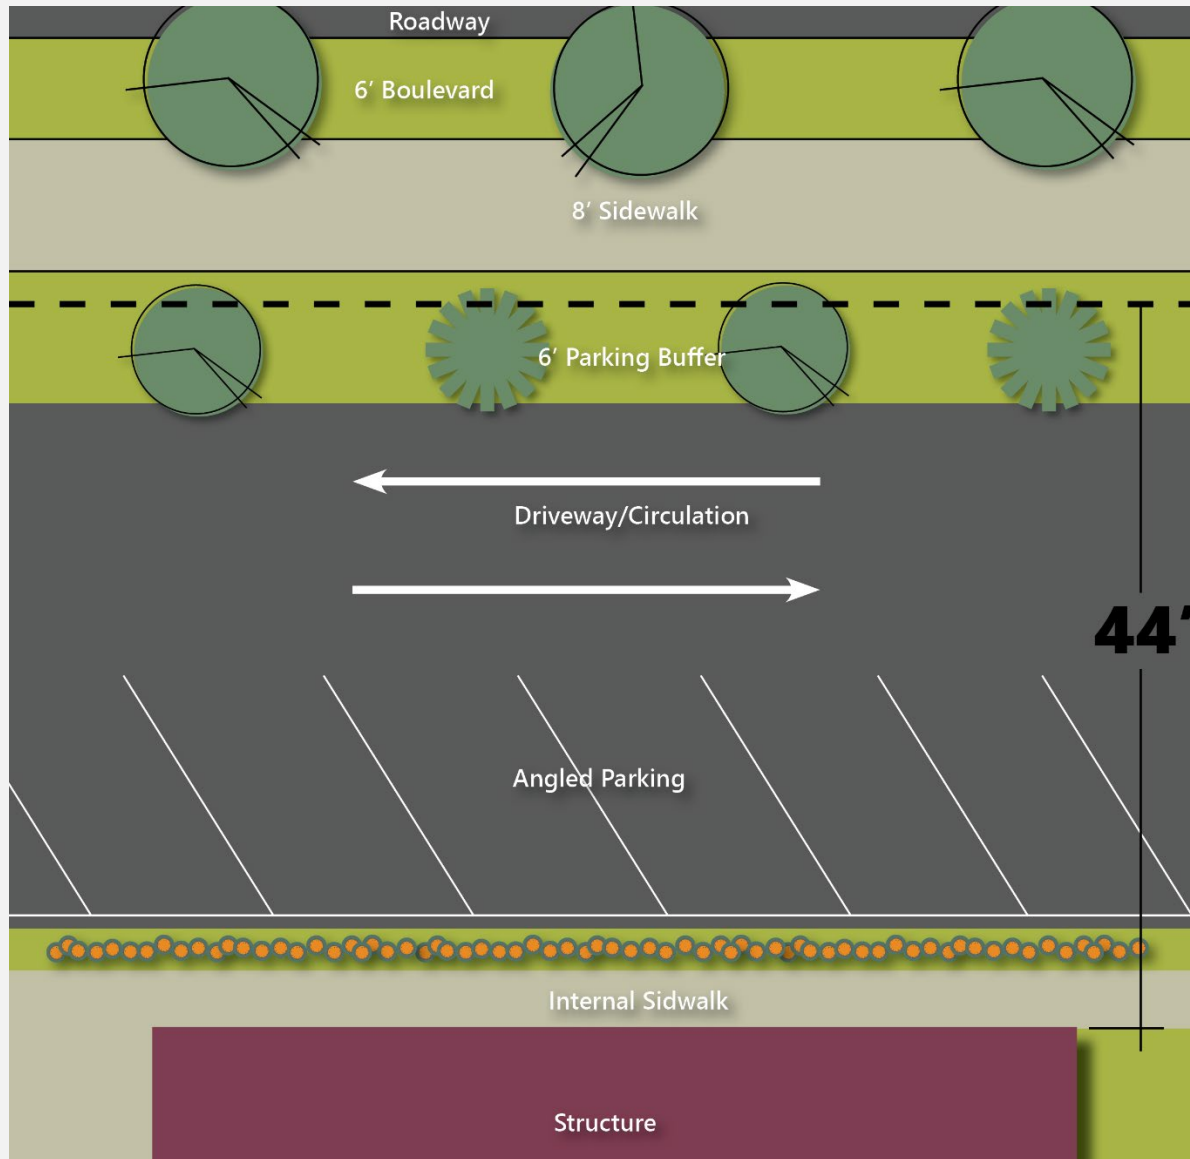 Roadway
6′ Boulevard
8′ Sidewalk
6′ Parking Buffer
Driveway/Circulation
44′
Angled Parking
Internal Sidwalk
Structure